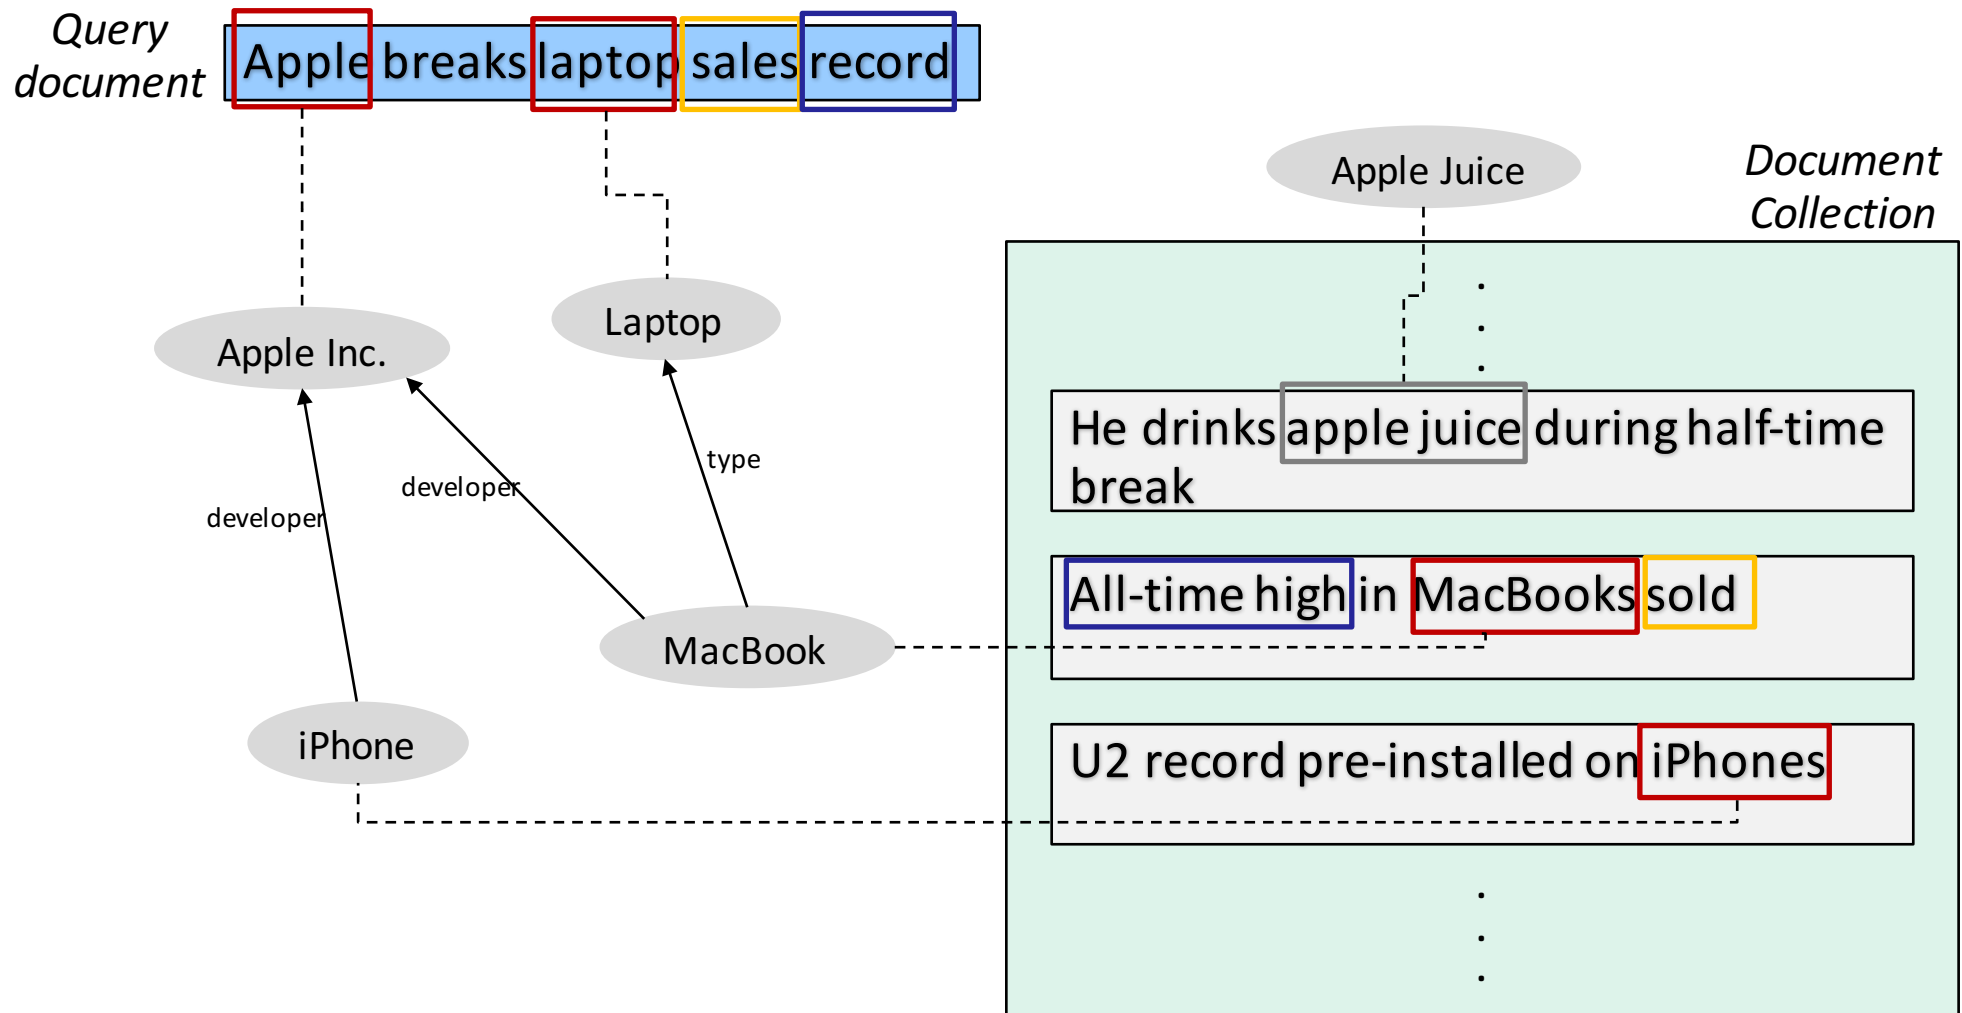 Query
document
Apple breaks laptop sales record
Apple Juice
Document
Collection
Apple Inc.
Laptop
developer
developer
type
MacBook
iPhone
He drinks apple juice during half-time
break
All-time high in MacBooks sold
U2 record pre-installed on iPhones